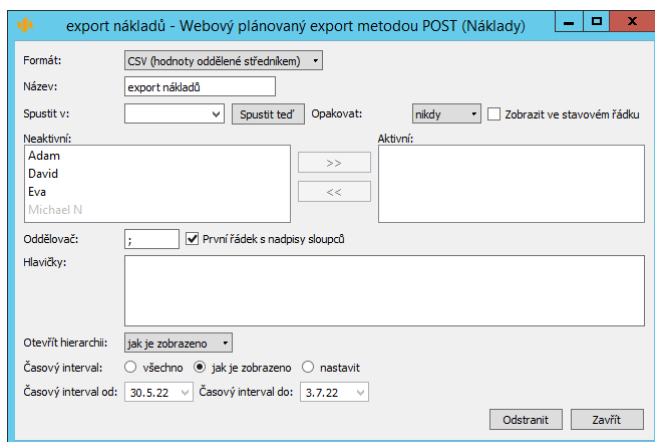 export nákladů - Webový plánovaný export metodou POST (Náklady)
Formát: CSV (hodnoty oddělené středníkem)
Název: export nákladů
Spustit v: Spustit teď Opakovat: nikdy Zobrazit ve stavovém řádku
Neaktivní: Aktivní:
Adam
David
Eva
Michael N
>>
<<
Oddělovač: ; První řádek s nadpisy sloupců
Hlavičky:
Otevřít hierarchii: jak je zobrazeno
Časový interval: všechno jak je zobrazeno nastavit
Časový interval od: 30.5.22 Časový interval do: 3.7.22
Odstranit Zavřít